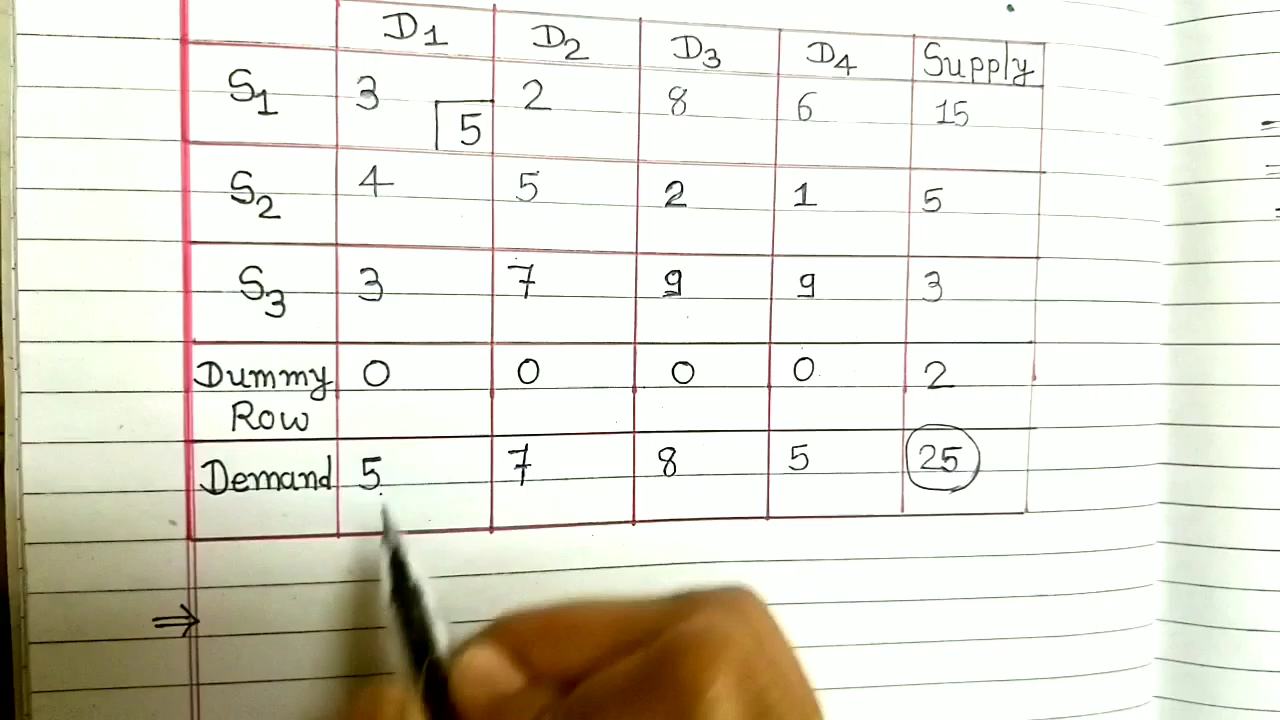 D1 D2 D3 D4 Supply
S1 3 5 2 8 6 15
S2 4 5 2 1 5
S3 3 7 9 9 3
Dummy Row 0 0 0 0 2
Demand 5 7 8 5 25
⇒